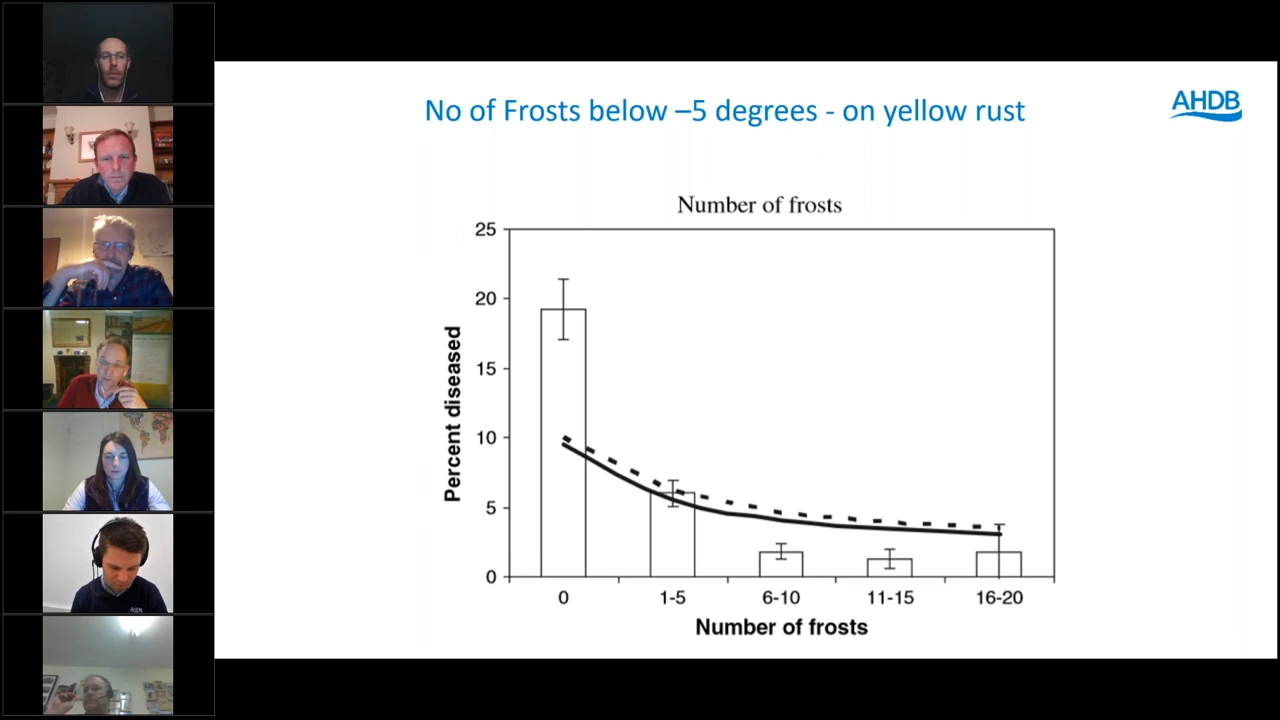 No of Frosts below –5 degrees - on yellow rust
AHDB
Number of frosts
Percent diseased
25
20
15
10
5
0
0 1-5 6-10 11-15 16-20
Number of frosts